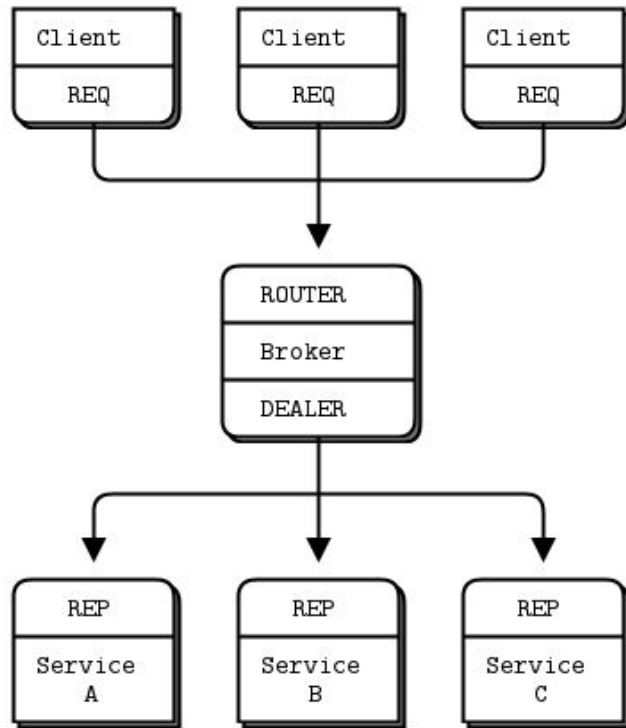 Client Client Client
REQ REQ REQ
ROUTER
Broker
DEALER
REP REP REP
Service Service Service
A B C